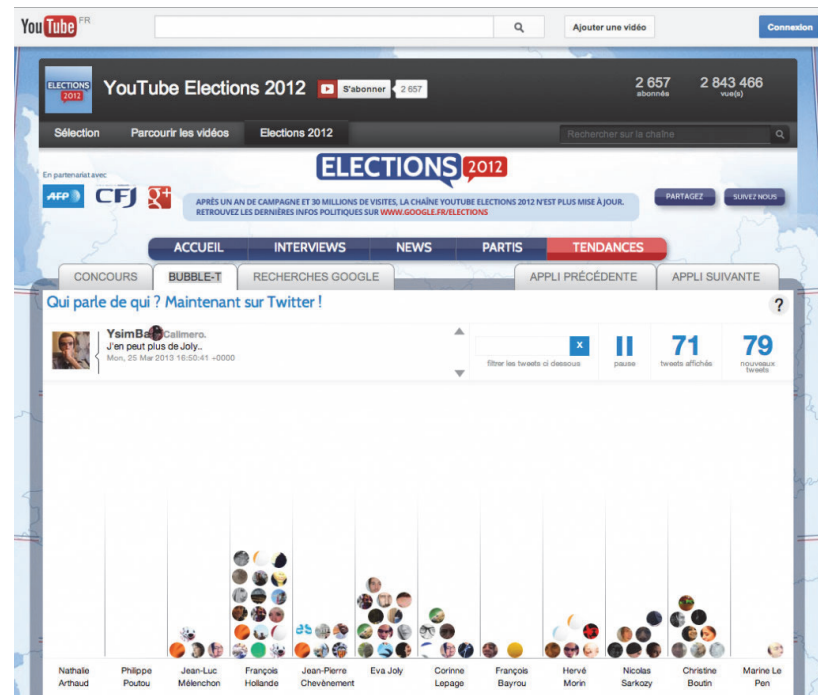 YouTube FR
Ajouter une vidéo
Connexion
ELECTIONS 2012
YouTube Elections 2012
S'abonner
2 657
2 657
abonnés
2 843 466
vue(s)
Sélection
Parcourir les vidéos
Elections 2012
Rechercher sur la chaîne
En partenariat avec
AFP
CFJ
g+
ELECTIONS 2012
APRÈS UN AN DE CAMPAGNE ET 30 MILLIONS DE VISITES, LA CHAÎNE YOUTUBE ELECTIONS 2012 N'EST PLUS MISE À JOUR.
RETROUVEZ LES DERNIÈRES INFOS POLITIQUES SUR WWW.GOOGLE.FR/ELECTIONS
PARTAGEZ
SUIVEZ NOUS
ACCUEIL
INTERVIEWS
NEWS
PARTIS
TENDANCES
CONCOURS
BUBBLE-T
RECHERCHES GOOGLE
APPLI PRÉCÉDENTE
APPLI SUIVANTE
Qui parle de qui ? Maintenant sur Twitter !
?
Calimero.
J'en peut plus de Joly..
Mon, 25 Mar 2013 16:50:41 +0000
x
filtrer les tweets ci dessous
pause
71
tweets affichés
79
nouveaux
tweets
Nathalie
Arthaud
Philippe
Poutou
Jean-Luc
Mélenchon
François
Hollande
Jean-Pierre
Chevènement
Eva Joly
Corinne
Lepage
François
Bayrou
Hervé
Morin
Nicolas
Sarkozy
Christine
Boutin
Marine Le
Pen